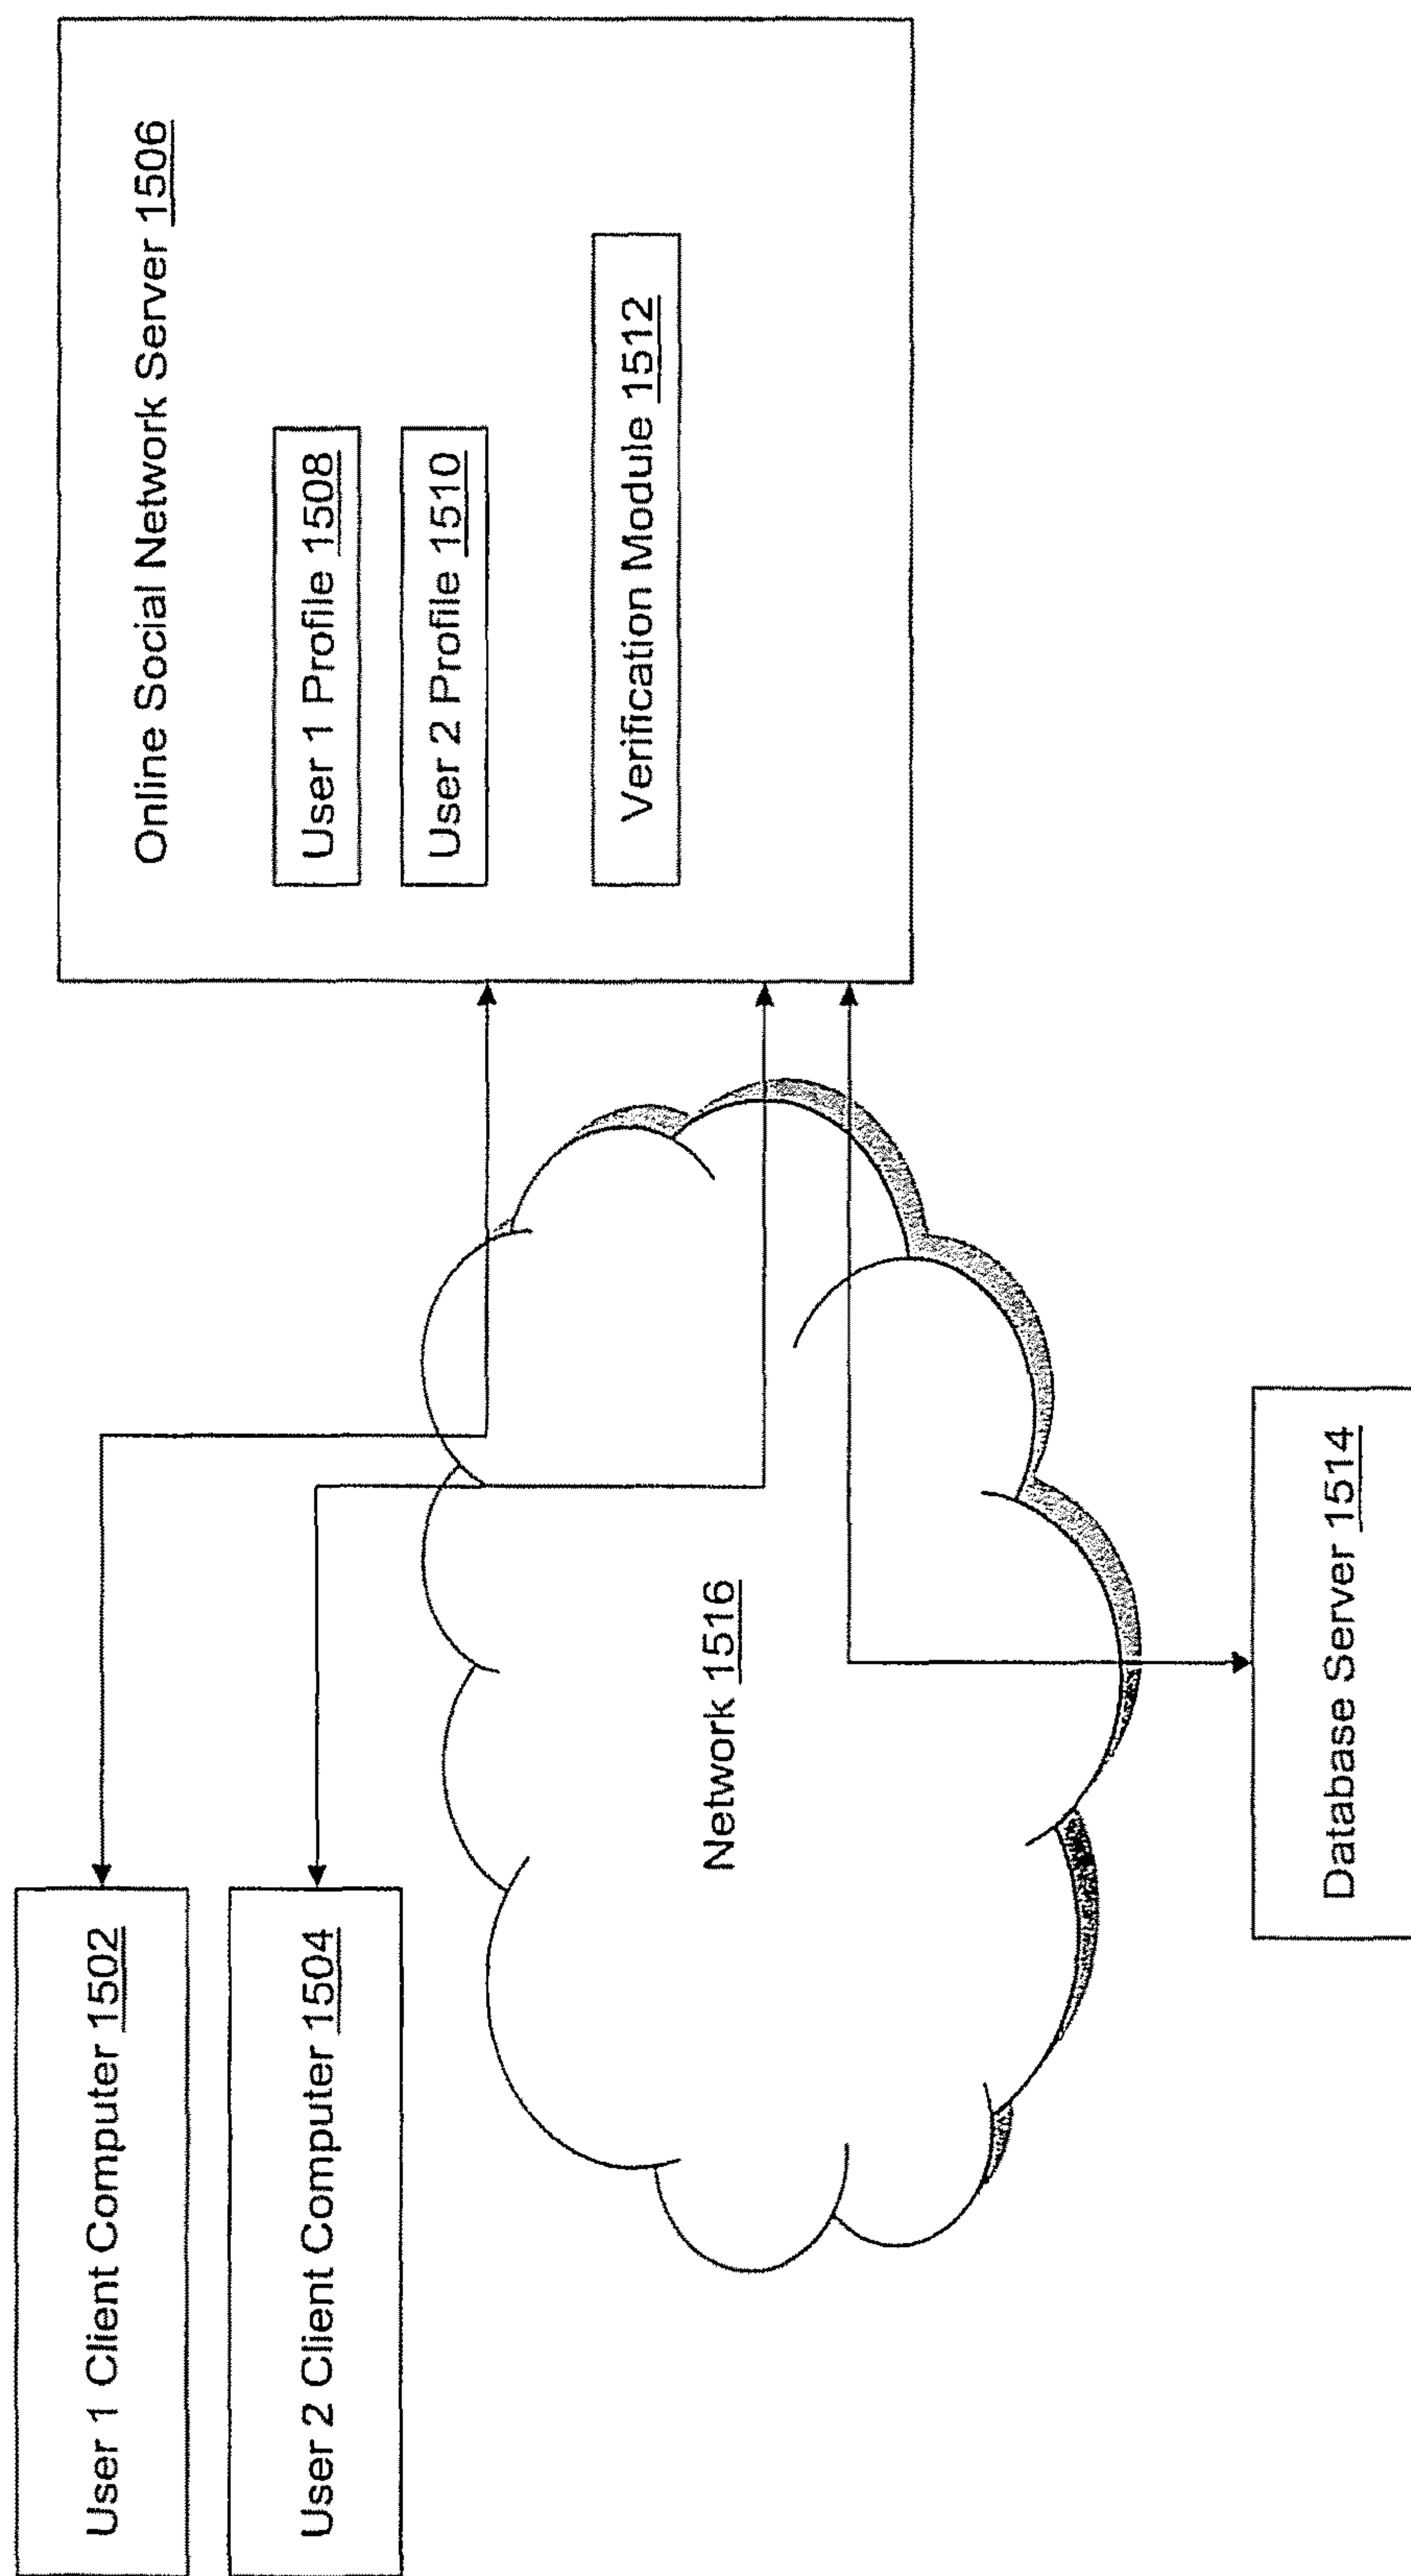 User 1 Client Computer 1502
User 2 Client Computer 1504
Network 1516
Database Server 1514
Online Social Network Server 1506
User 1 Profile 1508
User 2 Profile 1510
Verification Module 1512